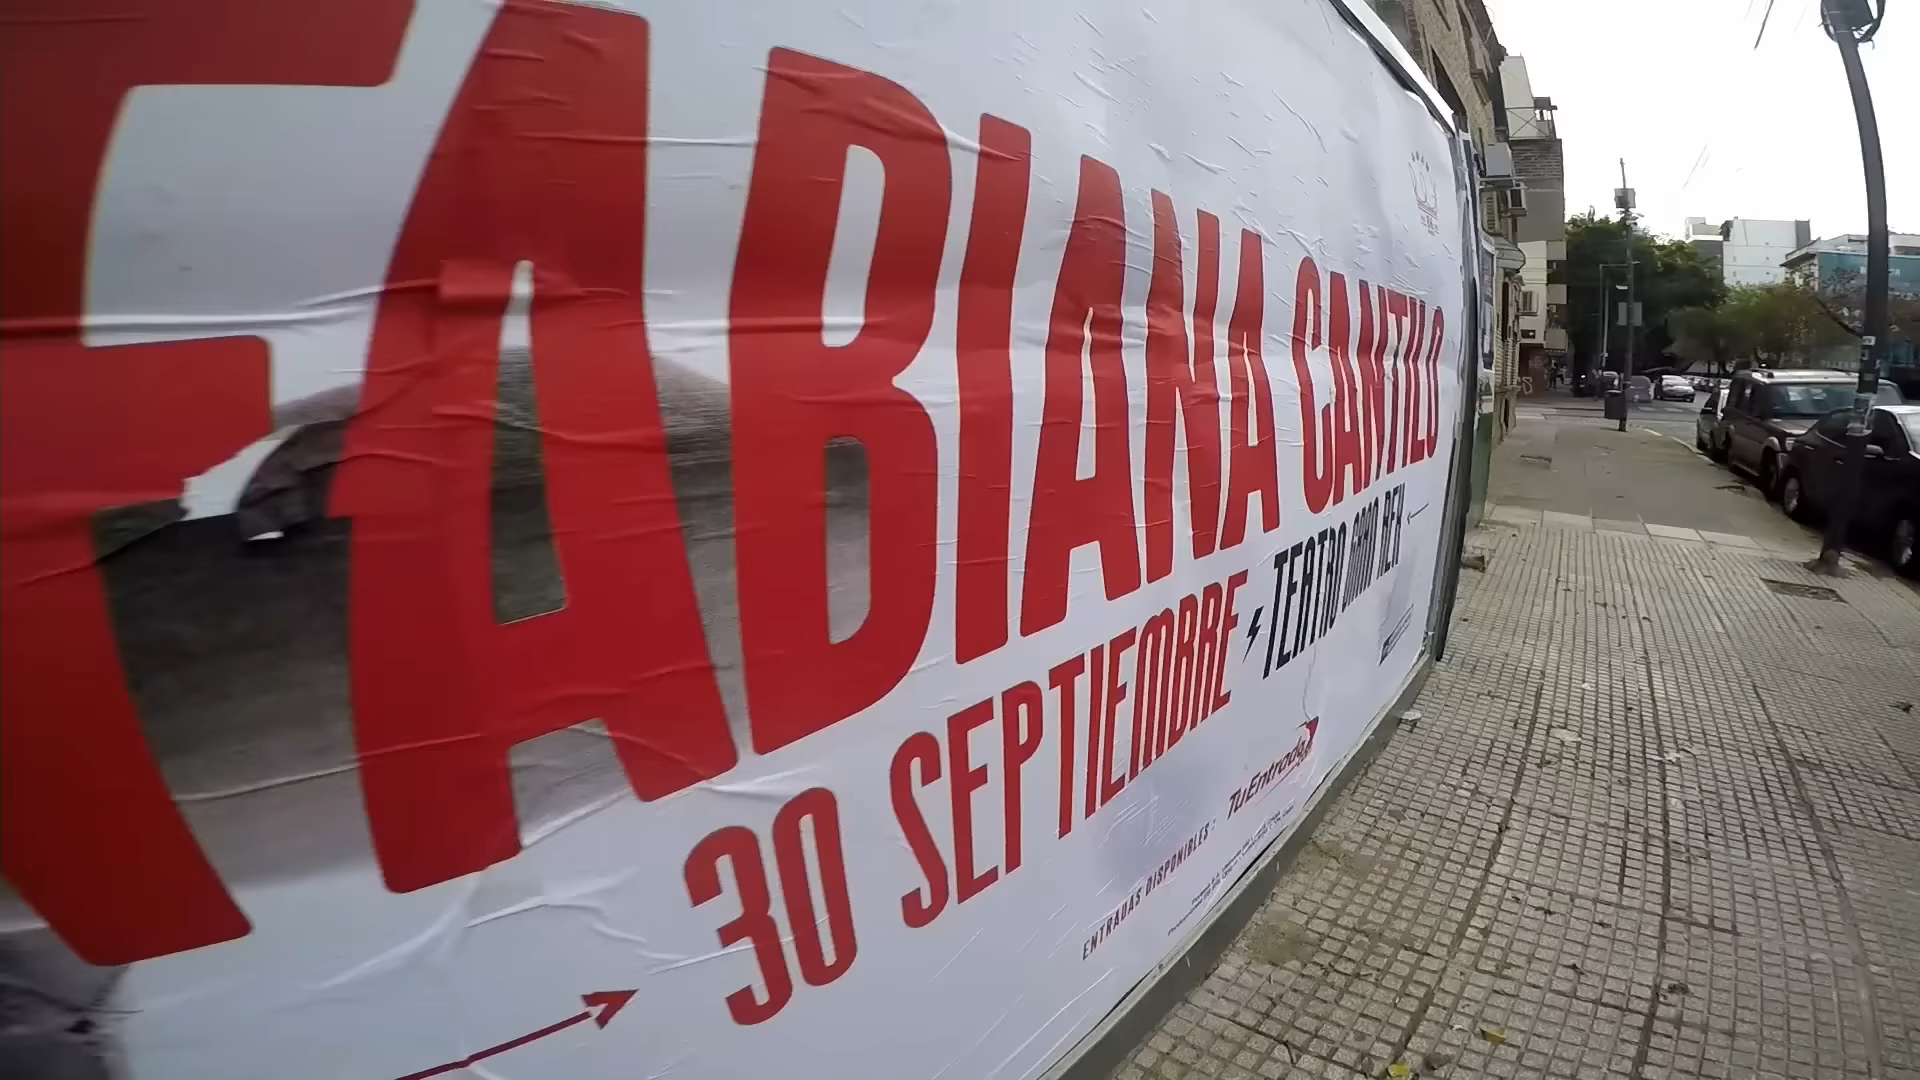 FABIANA CANTILO
30 SEPTIEMBRE TEATRO GRAN REX
ENTRADAS DISPONIBLES:
TuEntrada